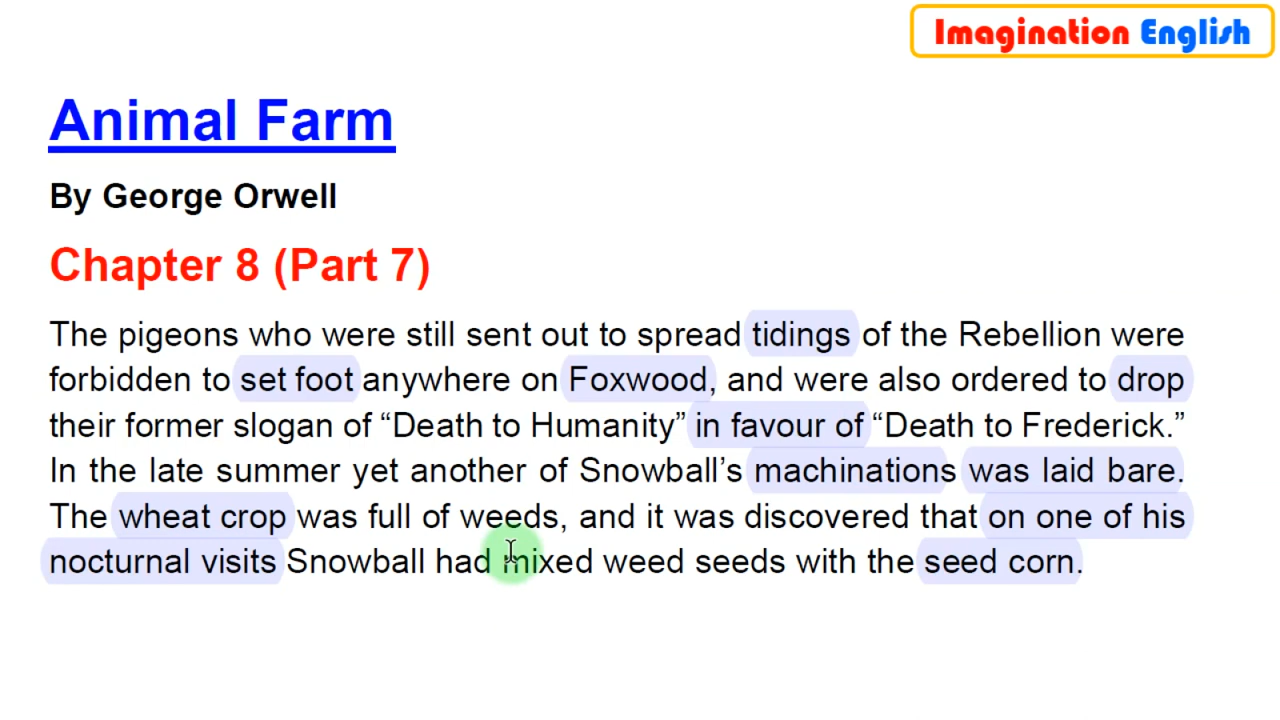 Imagination English
Animal Farm
By George Orwell
Chapter 8 (Part 7)
The pigeons who were still sent out to spread tidings of the Rebellion were
forbidden to set foot anywhere on Foxwood, and were also ordered to drop
their former slogan of “Death to Humanity” in favour of “Death to Frederick.”
In the late summer yet another of Snowball’s machinations was laid bare.
The wheat crop was full of weeds, and it was discovered that on one of his
nocturnal visits Snowball had mixed weed seeds with the seed corn.